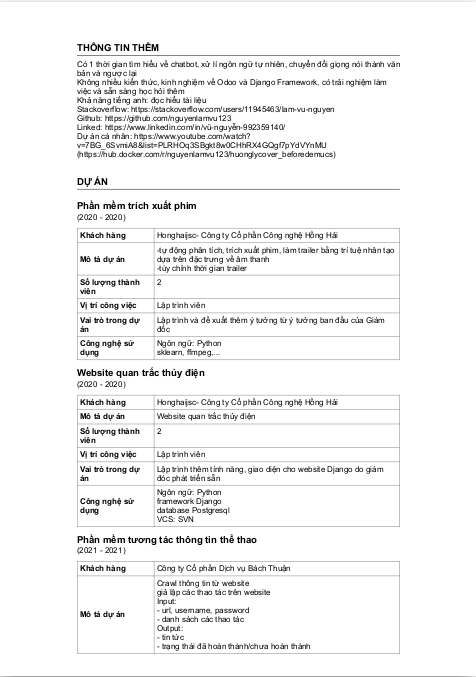 THÔNG TIN THÊM
Có 1 thời gian tìm hiểu về chatbot, xử lí ngôn ngữ tự nhiên, chuyển đổi giọng nói thành văn
bản và ngược lại
Không nhiều kiến thức, kinh nghiệm về Odoo và Django Framework, có trải nghiệm làm
việc và sẵn sàng học hỏi thêm
Khả năng tiếng anh: đọc hiểu tài liệu
Stackoverflow: https://stackoverflow.com/users/11945463/lam-vu-nguyen
Github: https://github.com/nguyenlamvu123
Linked: https://www.linkedin.com/in/vũ-nguyễn-992359140/
Dự án cá nhân: https://www.youtube.com/watch?
v=7BG_6SvmiA8&list=PLRHOq3SBgkt8w0CHhRX4GQgf7pYdVYnMU
(https://hub.docker.com/r/nguyenlamvu123/huonglycover_beforedemucs)
DỰ ÁN
Phần mềm trích xuất phim
(2020 - 2020)
Khách hàng Honghaijsc- Công ty Cổ phần Công nghệ Hồng Hải
Mô tả dự án -tự động phân tích, trích xuất phim, làm trailer bằng trí tuệ nhân tạo
dựa trên đặc trưng về âm thanh
-tùy chỉnh thời gian trailer
Số lượng thành 2
viên
Vị trí công việc Lập trình viên
Vai trò trong dự Lập trình và đề xuất thêm ý tưởng từ ý tưởng ban đầu của Giám
án đốc
Công nghệ sử Ngôn ngữ: Python
dụng sklearn, ffmpeg,...
Website quan trắc thủy điện
(2020 - 2020)
Khách hàng Honghaijsc- Công ty Cổ phần Công nghệ Hồng Hải
Mô tả dự án Website quan trắc thủy điện
Số lượng thành 2
viên
Vị trí công việc Lập trình viên
Vai trò trong dự Lập trình thêm tính năng, giao diện cho website Django do giám
án đốc phát triển sẵn
Công nghệ sử Ngôn ngữ: Python
dụng framework Django
database Postgresql
VCS: SVN
Phần mềm tương tác thông tin thể thao
(2021 - 2021)
Khách hàng Công ty Cổ phần Dịch vụ Bách Thuận
Mô tả dự án Crawl thông tin từ website
giả lập các thao tác trên website
Input:
- url, username, password
- danh sách các thao tác
Output:
- tin tức
- trạng thái đã hoàn thành/chưa hoàn thành